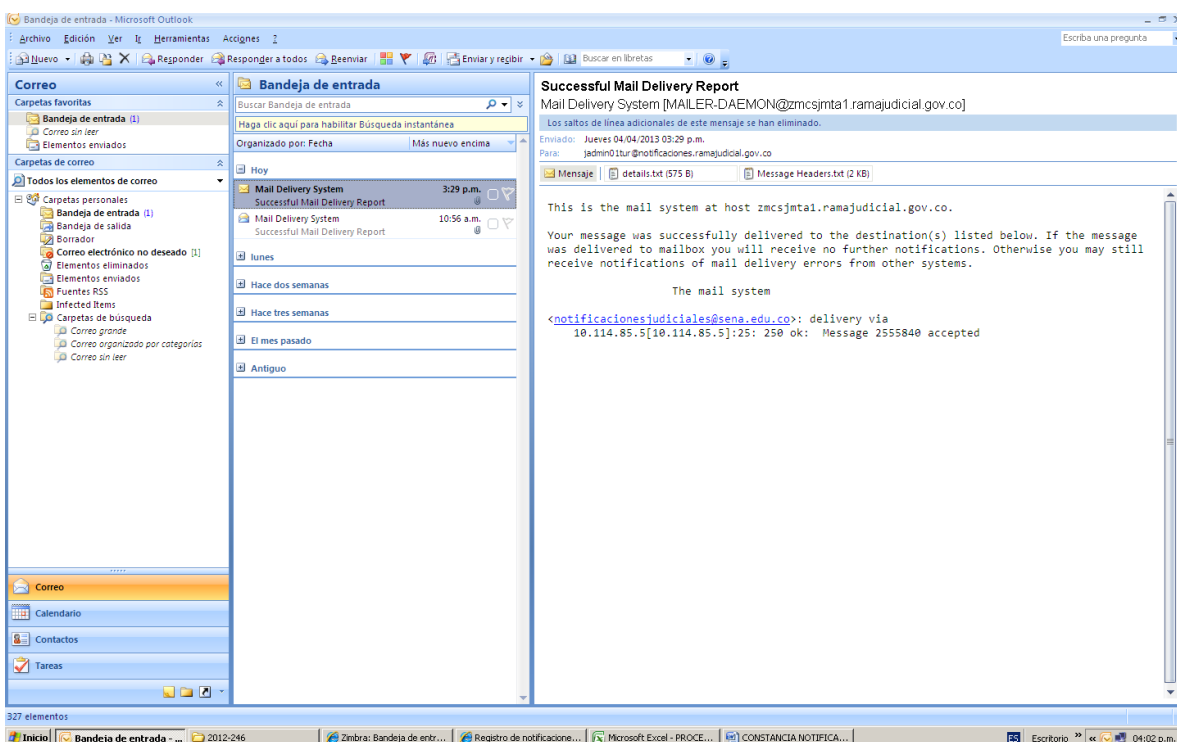 Bandeja de entrada - Microsoft Outlook
Archivo Edición Ver Ir Herramientas Acciones ?
Escriba una pregunta
Nuevo Responder Responder a todos Reenviar Enviar y recibir Buscar en libretas
Correo
Carpetas favoritas
Bandeja de entrada (1)
Correo sin leer
Elementos enviados
Carpetas de correo
Todos los elementos de correo
Carpetas personales
Bandeja de entrada (1)
Bandeja de salida
Borrador
Correo electrónico no deseado [1]
Elementos eliminados
Elementos enviados
Fuentes RSS
Infected Items
Carpetas de búsqueda
Correo grande
Correo organizado por categorías
Correo sin leer
Correo
Calendario
Contactos
Tareas
Bandeja de entrada
Buscar Bandeja de entrada
Haga clic aquí para habilitar Búsqueda instantánea
Organizado por: Fecha Más nuevo encima
Hoy
Mail Delivery System 3:29 p.m.
Successful Mail Delivery Report
Mail Delivery System 10:56 a.m.
Successful Mail Delivery Report
lunes
Hace dos semanas
Hace tres semanas
El mes pasado
Antiguo
Successful Mail Delivery Report
Mail Delivery System [MAILER-DAEMON@zmcsjmta1.ramajudicial.gov.co]
Los saltos de línea adicionales de este mensaje se han eliminado.
Enviado: Jueves 04/04/2013 03:29 p.m.
Para: jadmin01tur@notificaciones.ramajudicial.gov.co
Mensaje details.txt (575 B) Message Headers.txt (2 KB)
This is the mail system at host zmcsjmta1.ramajudicial.gov.co.
Your message was successfully delivered to the destination(s) listed below. If the message
was delivered to mailbox you will receive no further notifications. Otherwise you may still
receive notifications of mail delivery errors from other systems.
The mail system
<notificacionesjudiciales@sena.edu.co>: delivery via
10.114.85.5[10.114.85.5]:25: 250 ok: Message 2555840 accepted
327 elementos
Inicio Bandeja de entrada - ... 2012-246 Zimbra: Bandeja de entr... Registro de notificacione... Microsoft Excel - PROCE... CONSTANCIA NOTIFICA... ES Escritorio » « 04:02 p.m.